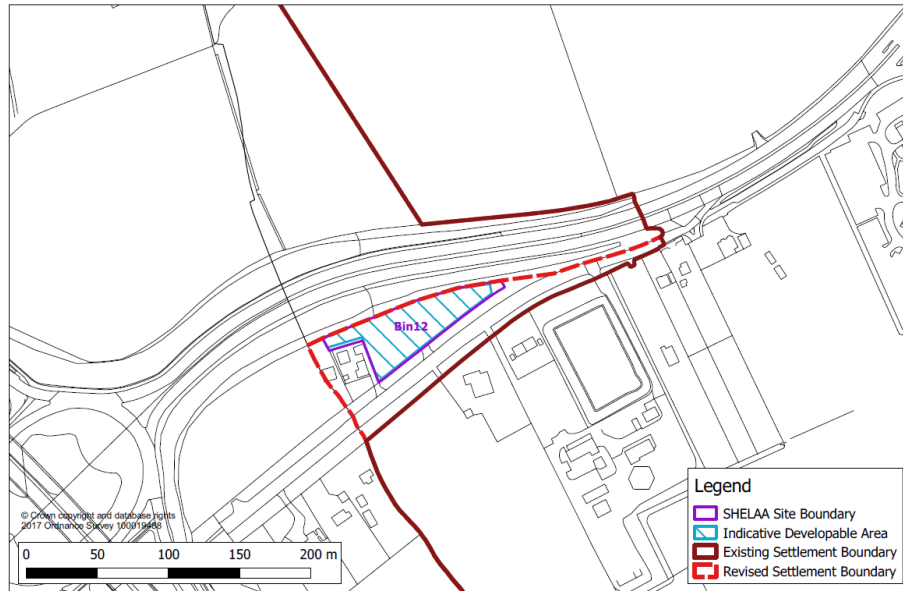 Bin12
Legend
SHELAA Site Boundary
Indicative Developable Area
Existing Settlement Boundary
Revised Settlement Boundary
© Crown copyright and database rights
2017 Ordnance Survey 100019488
0 50 100 150 200 m